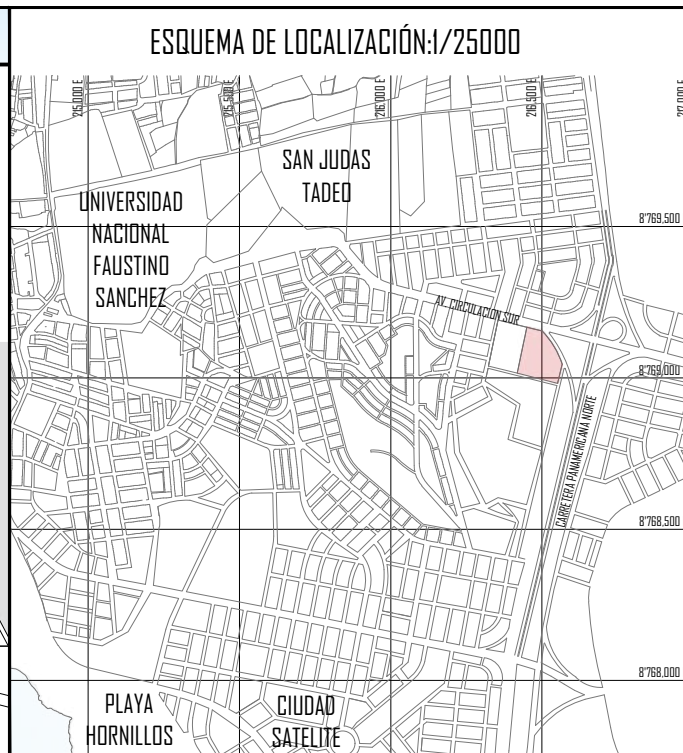 ESQUEMA DE LOCALIZACIÓN:1/25000
215,000 E
215,500 E
216,000 E
216,500 E
217,000 E
SAN JUDAS
TADEO
UNIVERSIDAD
NACIONAL
FAUSTINO
SANCHEZ
8'769,500
AV. CIRCULACION SUR
8'769,000
CARRETERA PANAMERICANA NORTE
8'768,500
8'768,000
PLAYA
HORNILLOS
CIUDAD
SATELITE